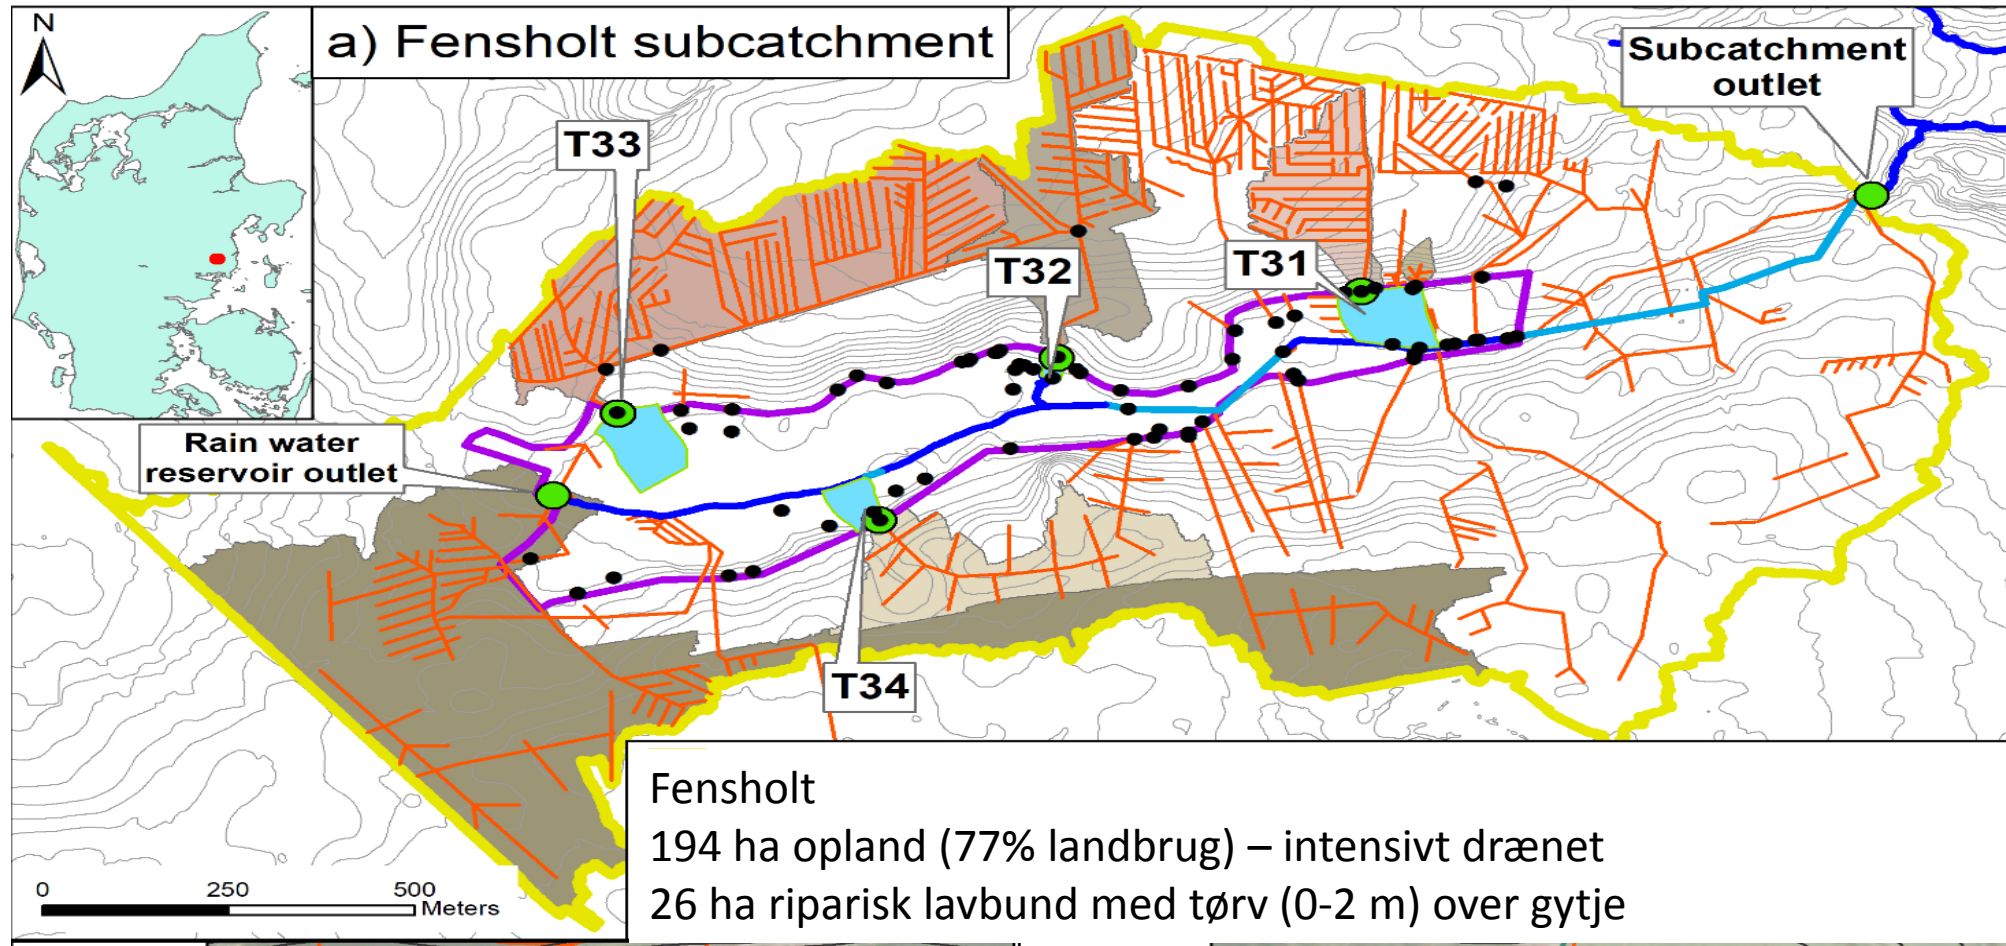 N
a) Fensholt subcatchment
Subcatchment
outlet
T33
T32
T31
Rain water
reservoir outlet
T34
0 250 500
Meters
Fensholt
194 ha opland (77% landbrug) – intensivt drænet
26 ha riparisk lavbund med tørv (0-2 m) over gytje